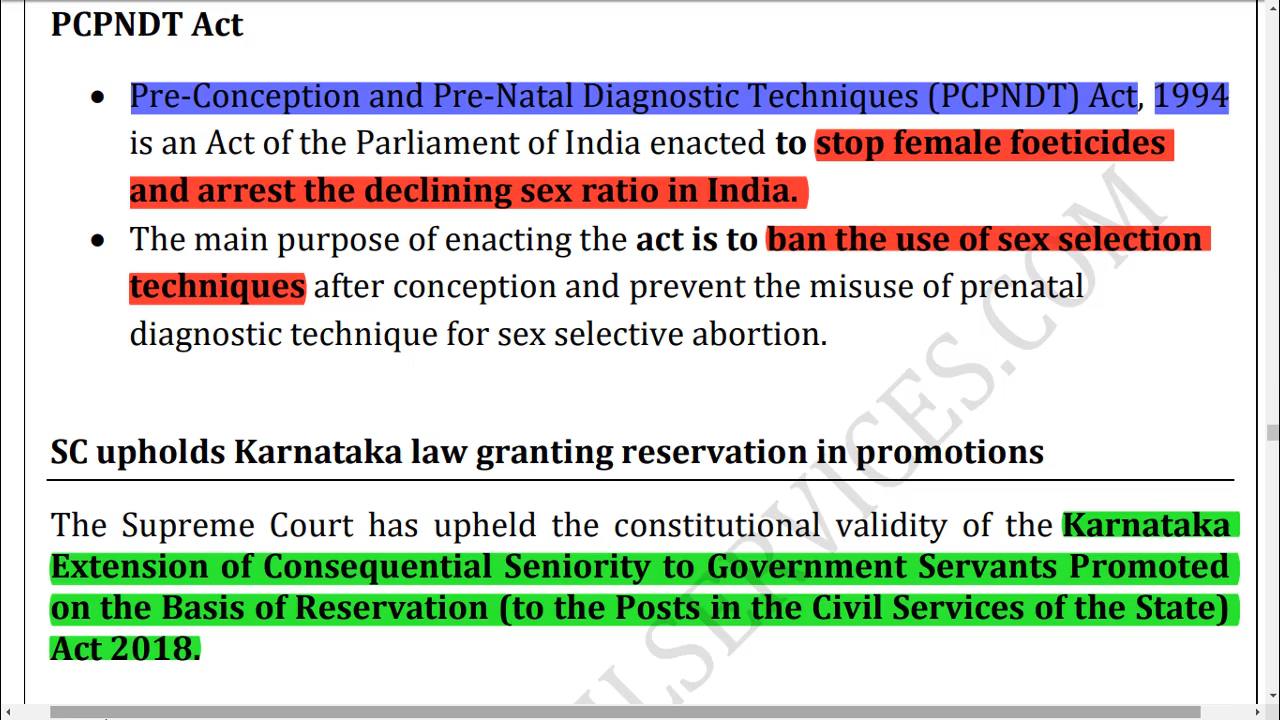 PCPNDT Act
• Pre-Conception and Pre-Natal Diagnostic Techniques (PCPNDT) Act, 1994
is an Act of the Parliament of India enacted to stop female foeticides
and arrest the declining sex ratio in India.
• The main purpose of enacting the act is to ban the use of sex selection
techniques after conception and prevent the misuse of prenatal
diagnostic technique for sex selective abortion.
SC upholds Karnataka law granting reservation in promotions
The Supreme Court has upheld the constitutional validity of the Karnataka
Extension of Consequential Seniority to Government Servants Promoted
on the Basis of Reservation (to the Posts in the Civil Services of the State)
Act 2018.
LSERVICES.COM